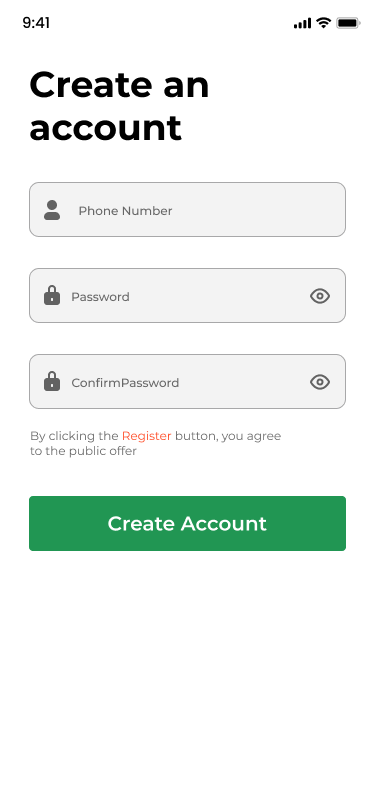 9:41
Create an
account
Phone Number
Password
ConfirmPassword
By clicking the Register button, you agree
to the public offer
Create Account